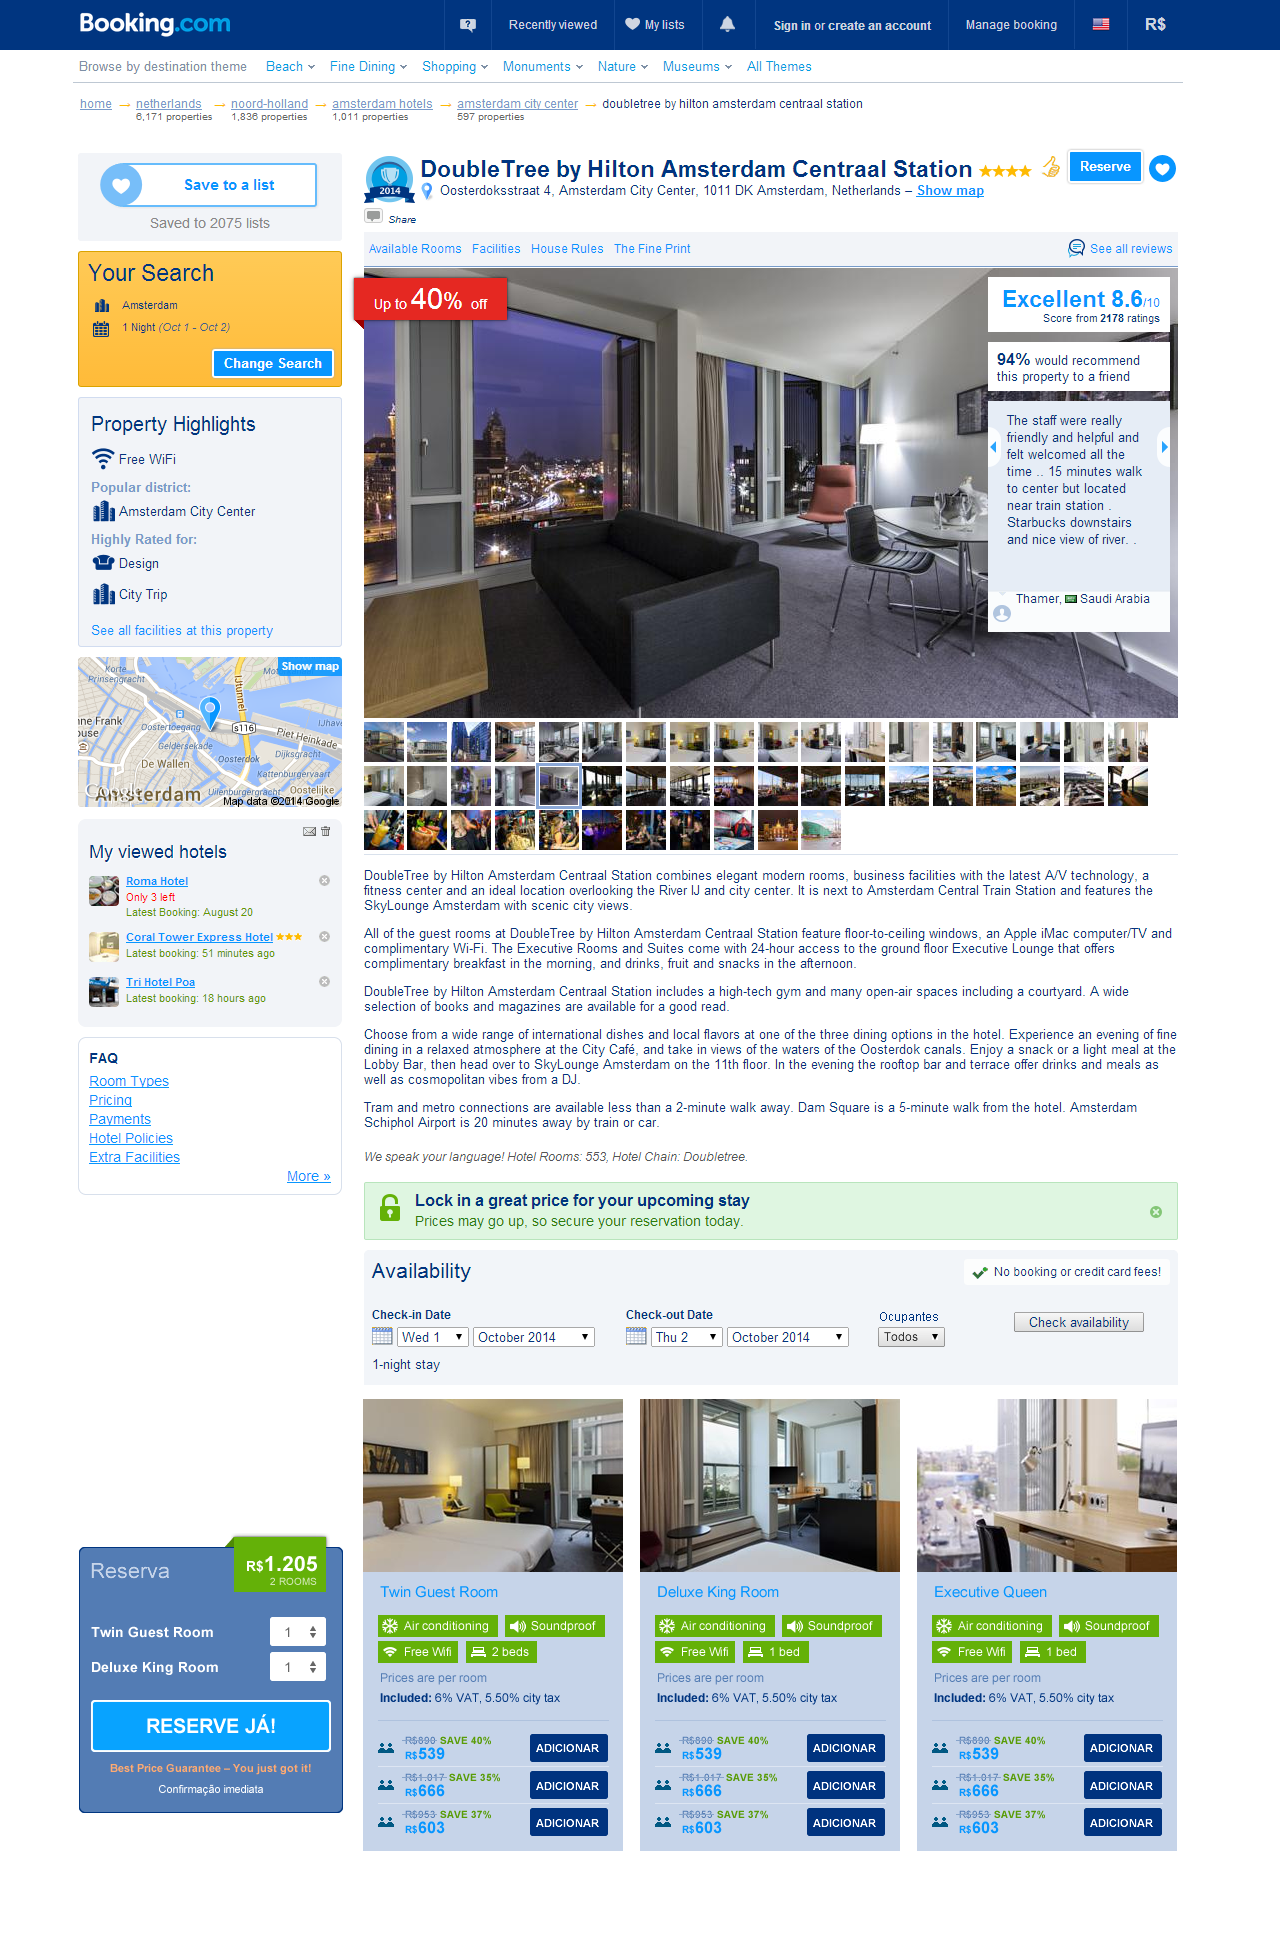 Booking.com
Recently viewed
My lists
Sign in or create an account
Manage booking
R$
Browse by destination theme
Beach
Fine Dining
Shopping
Monuments
Nature
Museums
All Themes
home
netherlands
noord-holland
amsterdam hotels
amsterdam city center
doubletree by hilton amsterdam centraal station
6,171 properties
1,836 properties
1,011 properties
597 properties
Save to a list
Saved to 2075 lists
Your Search
Amsterdam
1 Night (Oct 1 - Oct 2)
Change Search
Property Highlights
Free WiFi
Popular district:
Amsterdam City Center
Highly Rated for:
Design
City Trip
See all facilities at this property
Show map
Korte
Prinsengracht
IJtunnel
nne Frank
ouse
Oostertoegang
s116
IJhave
Piet Heinkade
Geldersekade
Dijksgracht
De Wallen
Oosterdok
Kattenburgervaart
Uilenburgergracht
Oostelijke
Google
Amsterdam
Map data ©2014 Google
My viewed hotels
Roma Hotel
Only 3 left
Latest Booking: August 20
Coral Tower Express Hotel
Latest booking: 51 minutes ago
Tri Hotel Poa
Latest booking: 18 hours ago
FAQ
Room Types
Pricing
Payments
Hotel Policies
Extra Facilities
More »
Reserva
R$1.205
2 ROOMS
Twin Guest Room 1
Deluxe King Room 1
RESERVE JÁ!
Best Price Guarantee – You just got it!
Confirmação imediata
2014
DoubleTree by Hilton Amsterdam Centraal Station
Reserve
Oosterdoksstraat 4, Amsterdam City Center, 1011 DK Amsterdam, Netherlands – Show map
Share
Available Rooms
Facilities
House Rules
The Fine Print
See all reviews
Up to 40% off
Excellent 8.6/10
Score from 2178 ratings
94% would recommend
this property to a friend
The staff were really
friendly and helpful and
felt welcomed all the
time .. 15 minutes walk
to center but located
near train station .
Starbucks downstairs
and nice view of river. .
Thamer, Saudi Arabia
DoubleTree by Hilton Amsterdam Centraal Station combines elegant modern rooms, business facilities with the latest A/V technology, a
fitness center and an ideal location overlooking the River IJ and city center. It is next to Amsterdam Central Train Station and features the
SkyLounge Amsterdam with scenic city views.
All of the guest rooms at DoubleTree by Hilton Amsterdam Centraal Station feature floor-to-ceiling windows, an Apple iMac computer/TV and
complimentary Wi-Fi. The Executive Rooms and Suites come with 24-hour access to the ground floor Executive Lounge that offers
complimentary breakfast in the morning, and drinks, fruit and snacks in the afternoon.
DoubleTree by Hilton Amsterdam Centraal Station includes a high-tech gym and many open-air spaces including a courtyard. A wide
selection of books and magazines are available for a good read.
Choose from a wide range of international dishes and local flavors at one of the three dining options in the hotel. Experience an evening of fine
dining in a relaxed atmosphere at the City Café, and take in views of the waters of the Oosterdok canals. Enjoy a snack or a light meal at the
Lobby Bar, then head over to SkyLounge Amsterdam on the 11th floor. In the evening the rooftop bar and terrace offer drinks and meals as
well as cosmopolitan vibes from a DJ.
Tram and metro connections are available less than a 2-minute walk away. Dam Square is a 5-minute walk from the hotel. Amsterdam
Schiphol Airport is 20 minutes away by train or car.
We speak your language! Hotel Rooms: 553, Hotel Chain: Doubletree.
Lock in a great price for your upcoming stay
Prices may go up, so secure your reservation today.
Availability
No booking or credit card fees!
Check-in Date
Check-out Date
Ocupantes
Wed 1
October 2014
Thu 2
October 2014
Todos
Check availability
1-night stay
Twin Guest Room
Air conditioning
Soundproof
Free Wifi
2 beds
Prices are per room
Included: 6% VAT, 5.50% city tax
R$890 SAVE 40%
R$539
ADICIONAR
R$1.017 SAVE 35%
R$666
ADICIONAR
R$953 SAVE 37%
R$603
ADICIONAR
Deluxe King Room
Air conditioning
Soundproof
Free Wifi
1 bed
Prices are per room
Included: 6% VAT, 5.50% city tax
R$890 SAVE 40%
R$539
ADICIONAR
R$1.017 SAVE 35%
R$666
ADICIONAR
R$953 SAVE 37%
R$603
ADICIONAR
Executive Queen
Air conditioning
Soundproof
Free Wifi
1 bed
Prices are per room
Included: 6% VAT, 5.50% city tax
R$890 SAVE 40%
R$539
ADICIONAR
R$1.017 SAVE 35%
R$666
ADICIONAR
R$953 SAVE 37%
R$603
ADICIONAR